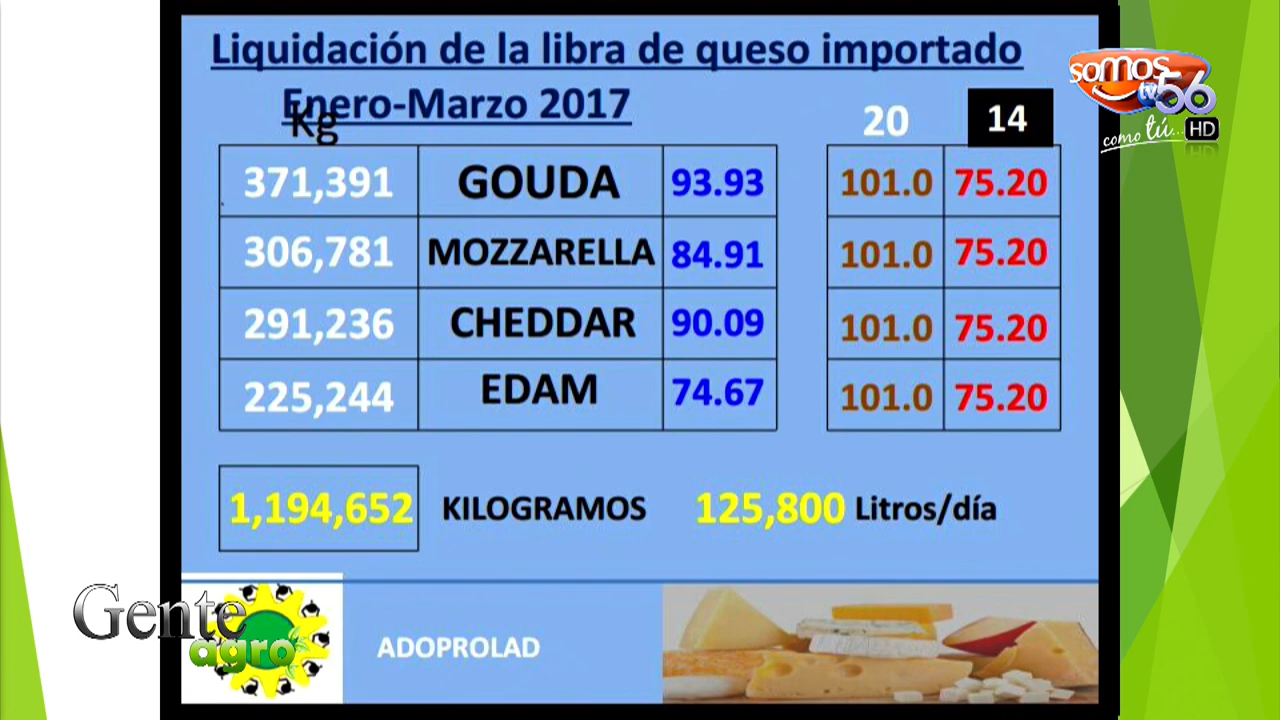 Liquidación de la libra de queso importado
Enero-Marzo 2017
Kg
20 14
371,391 GOUDA 93.93 101.0 75.20
306,781 MOZZARELLA 84.91 101.0 75.20
291,236 CHEDDAR 90.09 101.0 75.20
225,244 EDAM 74.67 101.0 75.20
1,194,652 KILOGRAMOS 125,800 Litros/día
ADOPROLAD
Gente
agro
somos
tv 56
como tú... HD